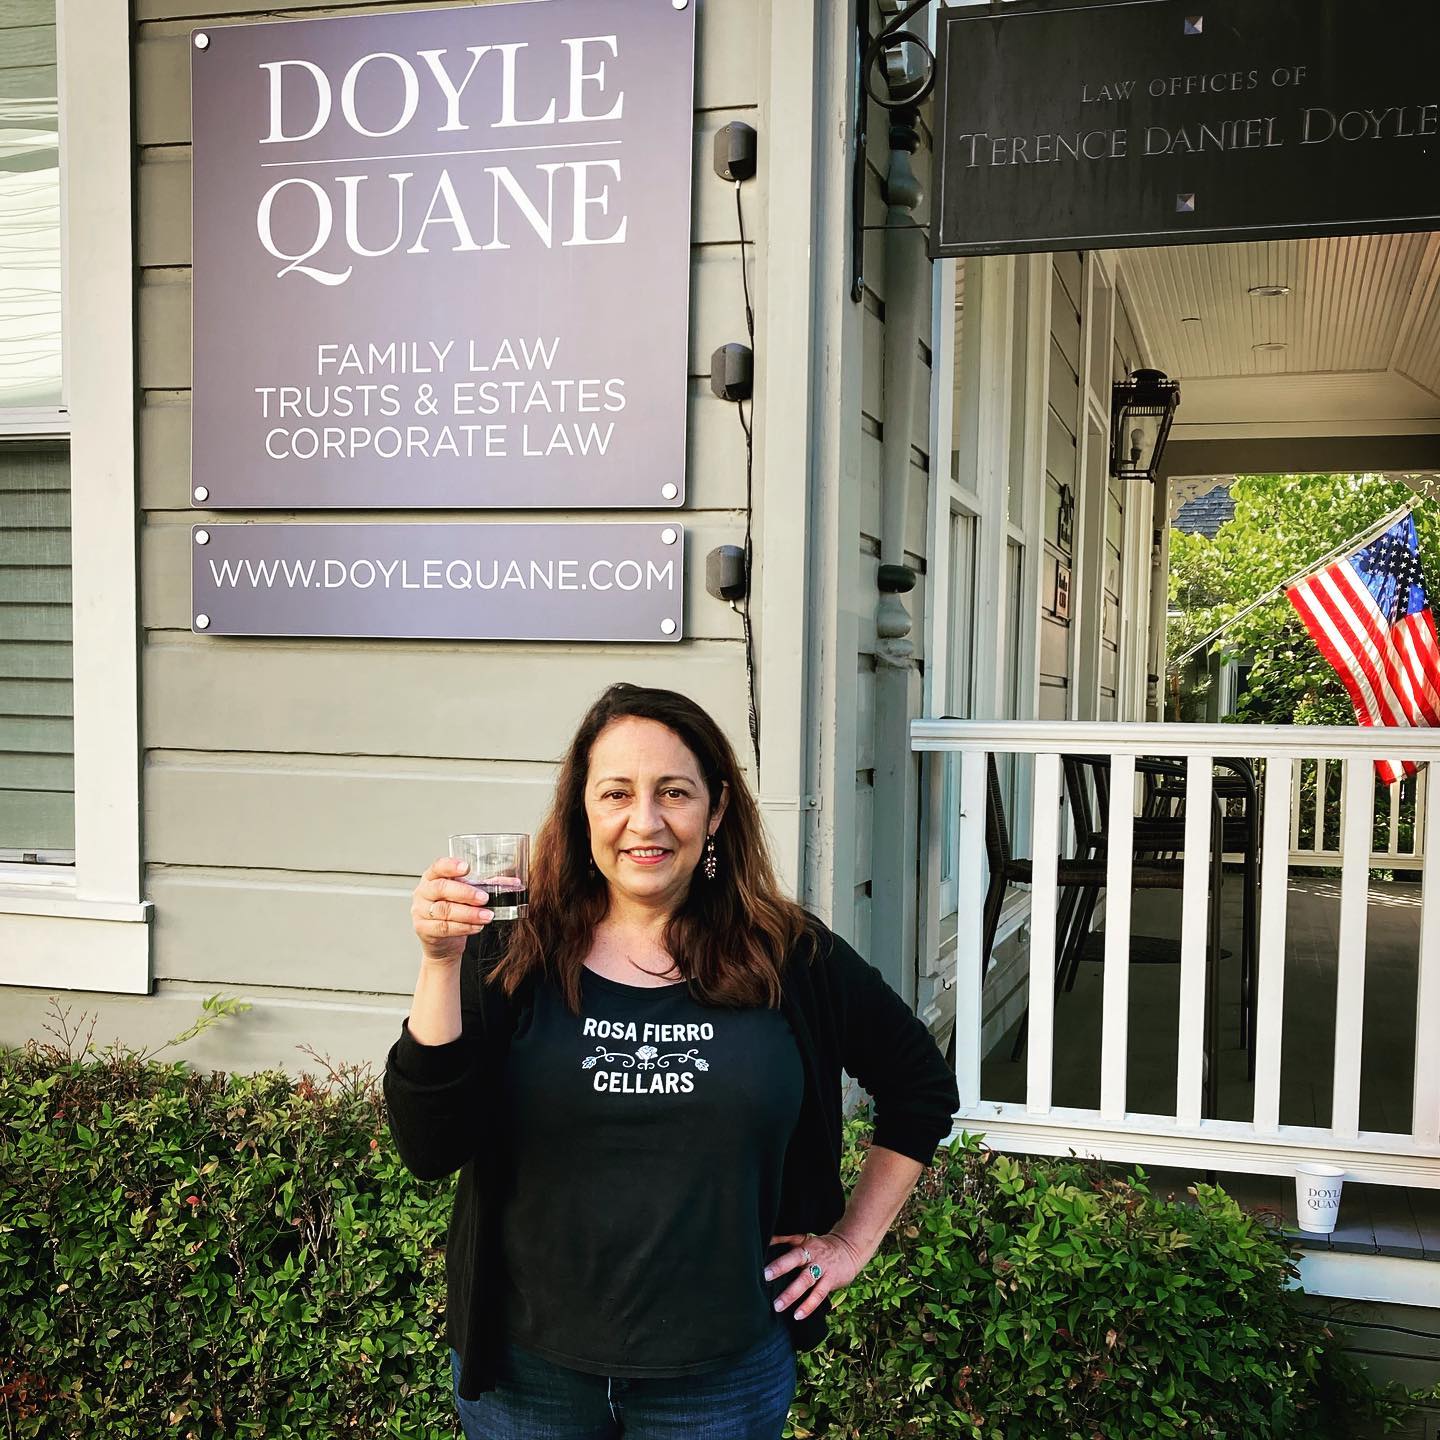 DOYLE
QUANE
FAMILY LAW
TRUSTS & ESTATES
CORPORATE LAW
WWW.DOYLEQUANE.COM
LAW OFFICES OF
TERENCE DANIEL DOYLE
ROSA FIERRO
CELLARS
DOYLE
QUANE